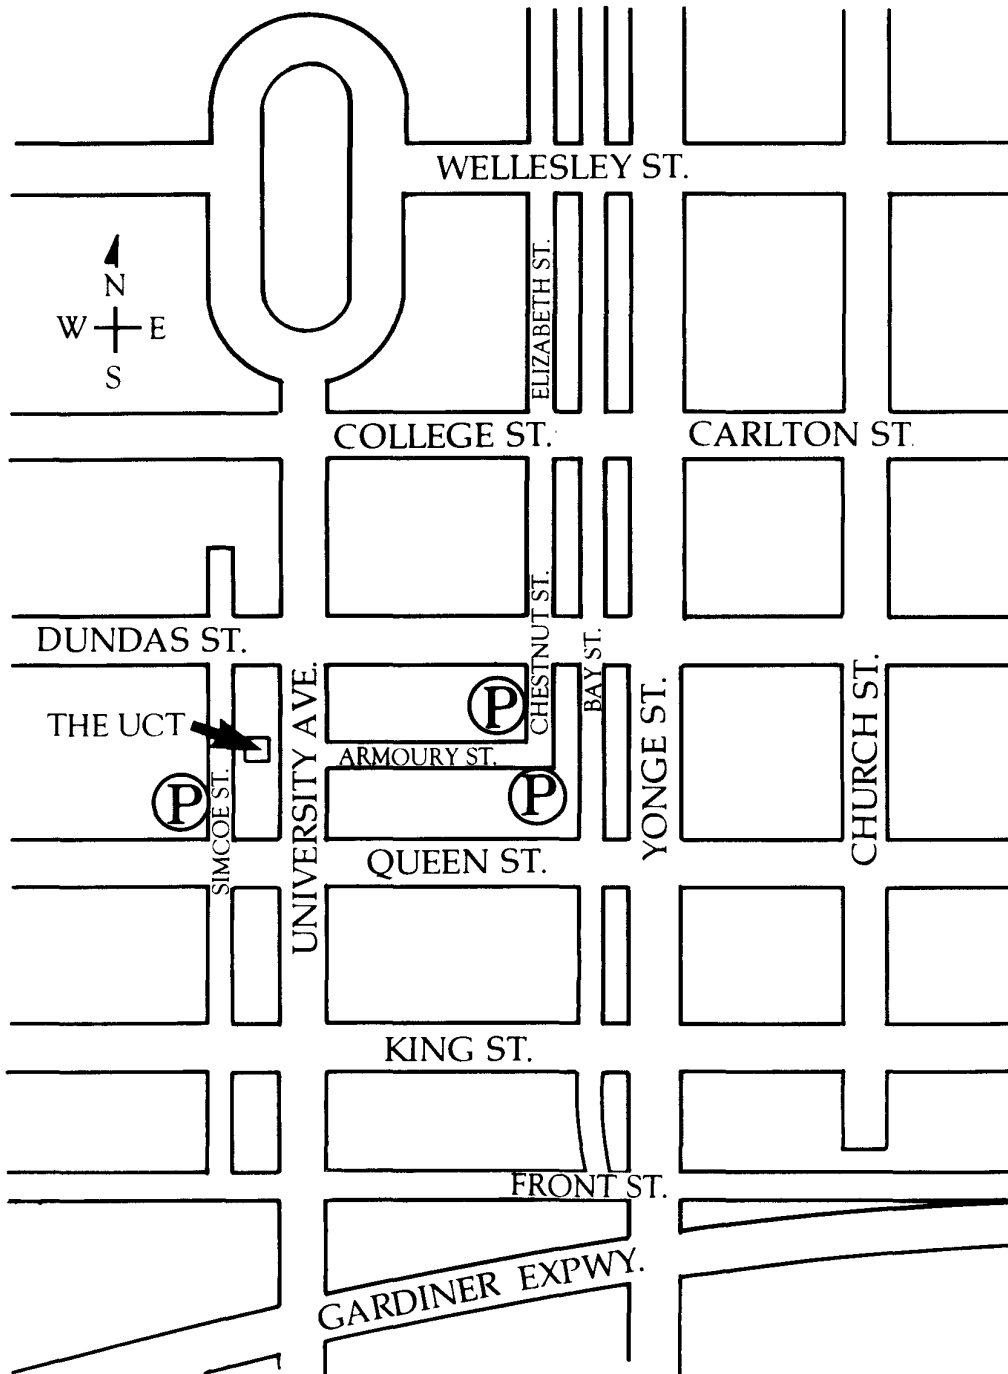 WELLESLEY ST.
ELIZABETH ST.
N
W E
S
COLLEGE ST.
CARLTON ST.
CHESTNUT ST.
DUNDAS ST.
BAY ST.
UNIVERSITY AVE.
YONGE ST.
CHURCH ST.
P
THE UCT
ARMOURY ST.
P
P
SIMCOE ST.
QUEEN ST.
KING ST.
FRONT ST.
GARDINER EXPWY.